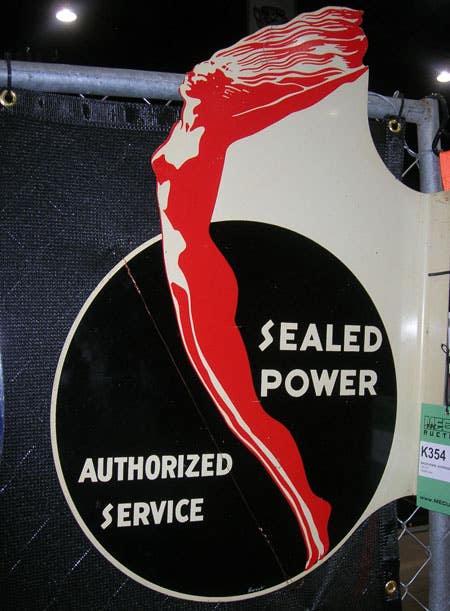 SEALED
POWER
AUTHORIZED
SERVICE
K354